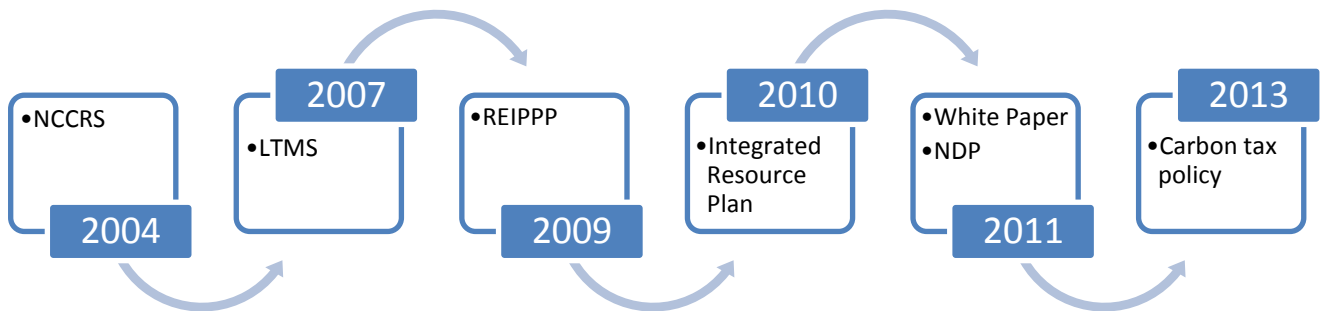 •NCCRS
2004
2007
•LTMS
•REIPPP
2009
2010
•Integrated
Resource
Plan
•White Paper
•NDP
2011
2013
•Carbon tax
policy